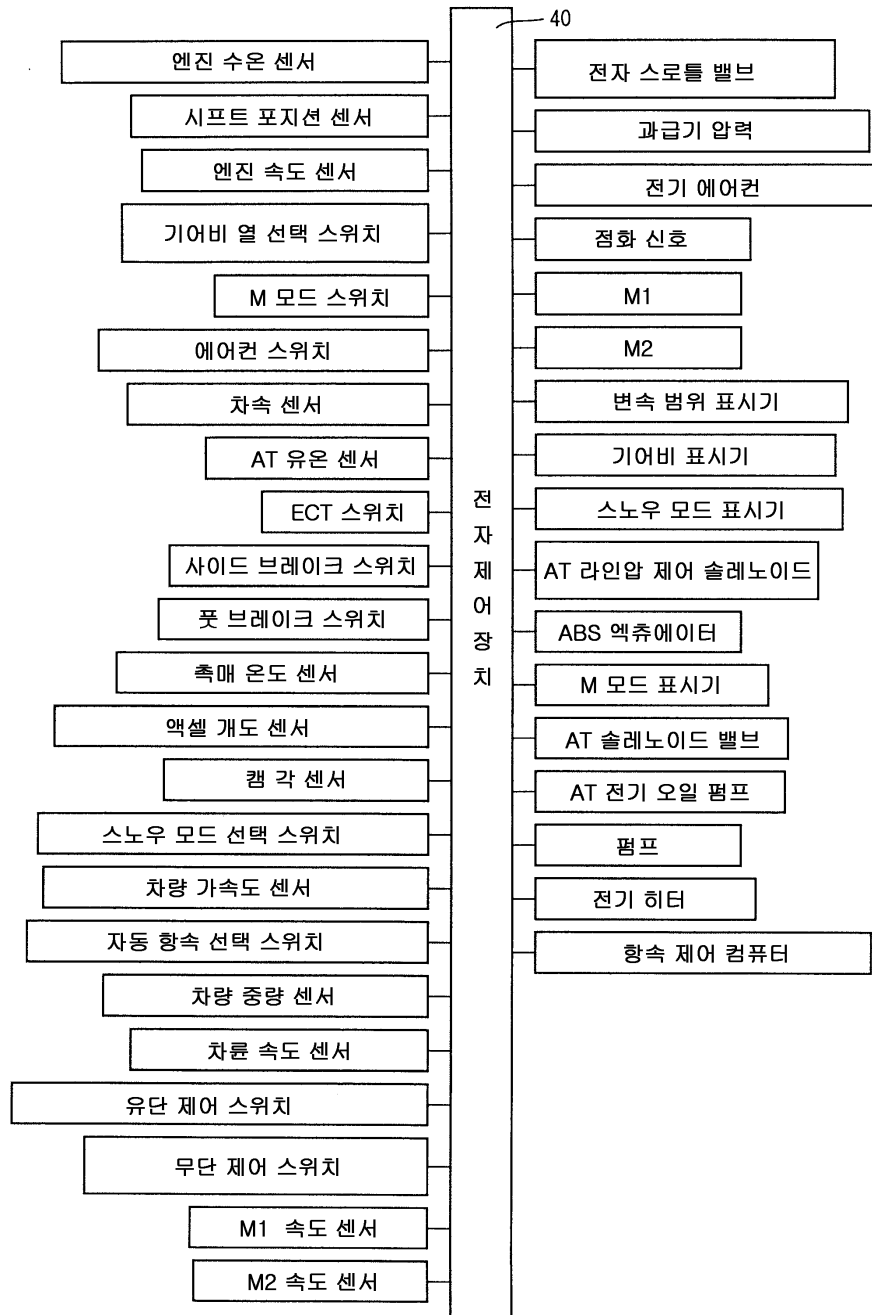 40
엔진 수온 센서
시프트 포지션 센서
엔진 속도 센서
기어비 열 선택 스위치
M 모드 스위치
에어컨 스위치
차속 센서
AT 유온 센서
ECT 스위치
사이드 브레이크 스위치
풋 브레이크 스위치
촉매 온도 센서
액셀 개도 센서
캠 각 센서
스노우 모드 선택 스위치
차량 가속도 센서
자동 항속 선택 스위치
차량 중량 센서
차륜 속도 센서
유단 제어 스위치
무단 제어 스위치
M1 속도 센서
M2 속도 센서
전자제어장치
전자 스로틀 밸브
과급기 압력
전기 에어컨
점화 신호
M1
M2
변속 범위 표시기
기어비 표시기
스노우 모드 표시기
AT 라인압 제어 솔레노이드
ABS 엑츄에이터
M 모드 표시기
AT 솔레노이드 밸브
AT 전기 오일 펌프
펌프
전기 히터
항속 제어 컴퓨터